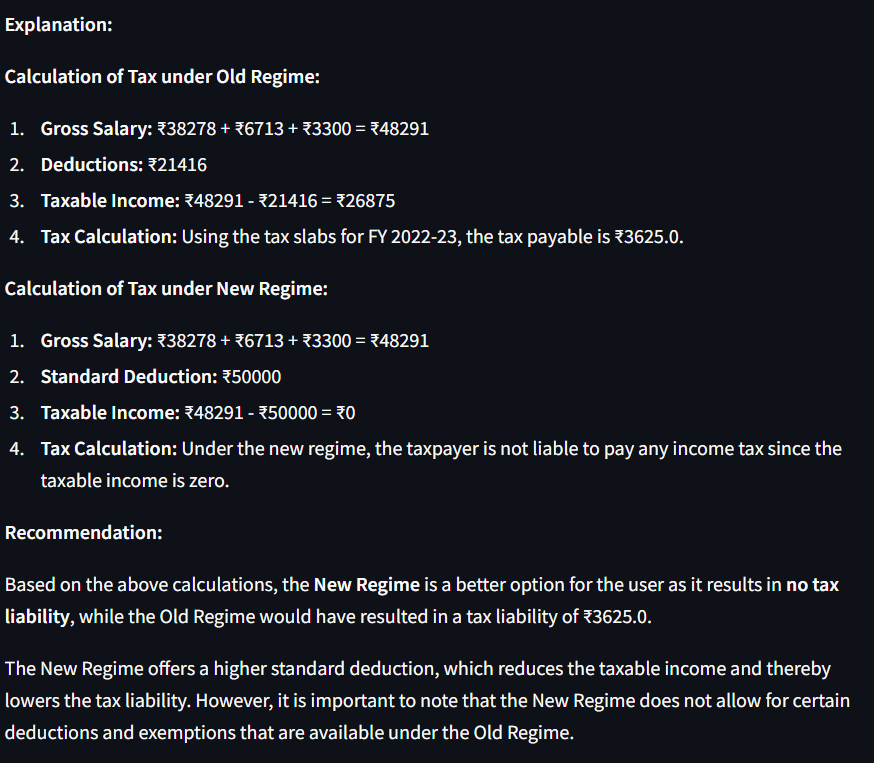 Explanation:
Calculation of Tax under Old Regime:
1. Gross Salary: ₹38278 + ₹6713 + ₹3300 = ₹48291
2. Deductions: ₹21416
3. Taxable Income: ₹48291 - ₹21416 = ₹26875
4. Tax Calculation: Using the tax slabs for FY 2022-23, the tax payable is ₹3625.0.
Calculation of Tax under New Regime:
1. Gross Salary: ₹38278 + ₹6713 + ₹3300 = ₹48291
2. Standard Deduction: ₹50000
3. Taxable Income: ₹48291 - ₹50000 = ₹0
4. Tax Calculation: Under the new regime, the taxpayer is not liable to pay any income tax since the
taxable income is zero.
Recommendation:
Based on the above calculations, the New Regime is a better option for the user as it results in no tax
liability, while the Old Regime would have resulted in a tax liability of ₹3625.0.
The New Regime offers a higher standard deduction, which reduces the taxable income and thereby
lowers the tax liability. However, it is important to note that the New Regime does not allow for certain
deductions and exemptions that are available under the Old Regime.